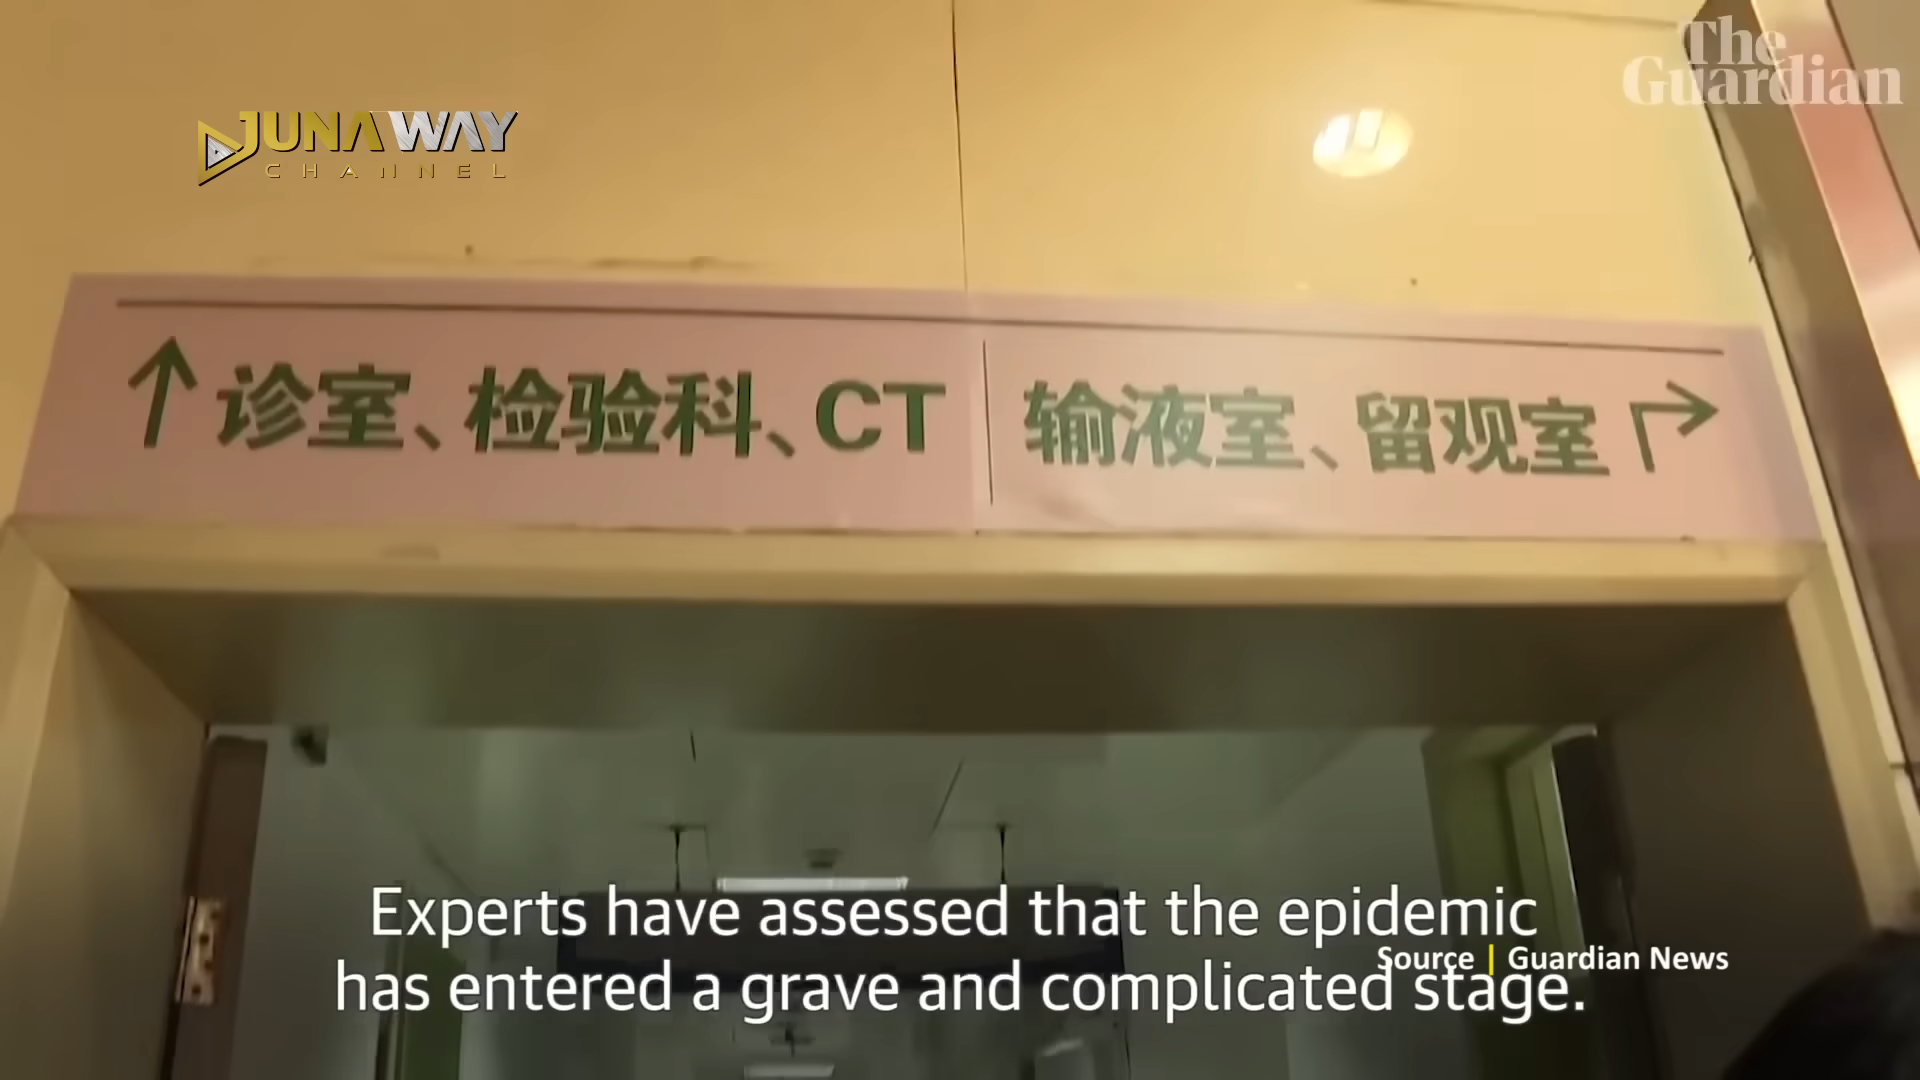 The
Guardian
JUNAWAY
CHANNEL
↑ 诊室、检验科、CT 输液室、留观室 ↱
Experts have assessed that the epidemic
has entered a grave and complicated stage.
Source | Guardian News